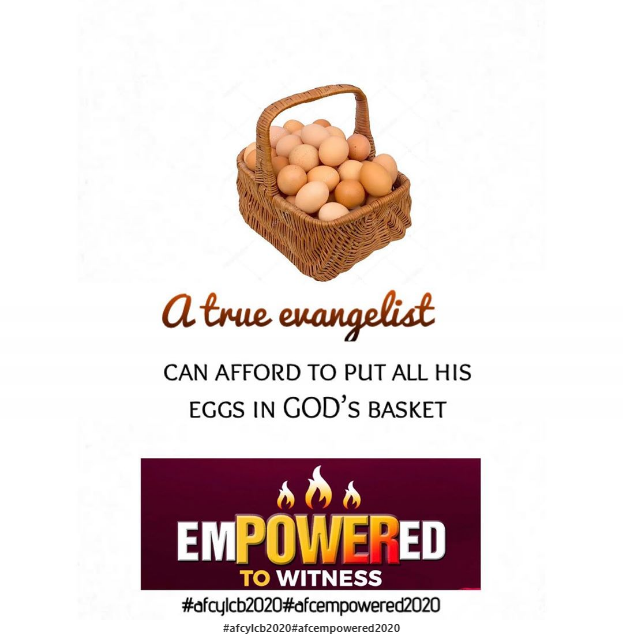 A true evangelist
CAN AFFORD TO PUT ALL HIS
EGGS IN GOD'S BASKET
EMPOWERED
TO WITNESS
#afcylcb2020#afcempowered2020
#afcylcb2020#afcempowered2020